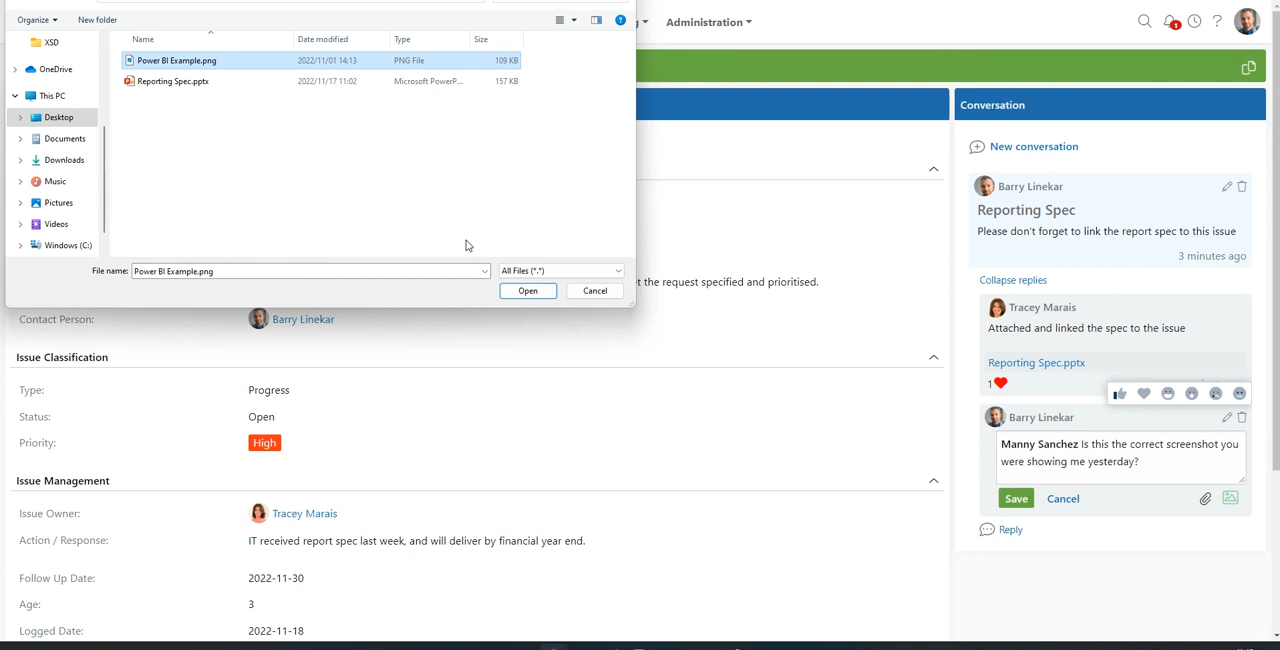 Organize
New folder
Administration
1
?
?
XSD
OneDrive
This PC
Desktop
Documents
Downloads
Music
Pictures
Videos
Windows (C:)
Name
Date modified
Type
Size
Power BI Example.png
2022/11/01 14:13
PNG File
109 KB
Reporting Spec.pptx
2022/11/17 11:02
Microsoft PowerP...
157 KB
File name:
Power BI Example.png
All Files (*.*)
Open
Cancel
the request specified and prioritised.
Contact Person:
Barry Linekar
Issue Classification
Type:
Progress
Status:
Open
Priority:
High
Issue Management
Issue Owner:
Tracey Marais
Action / Response:
IT received report spec last week, and will deliver by financial year end.
Follow Up Date:
2022-11-30
Age:
3
Logged Date:
2022-11-18
Conversation
New conversation
Barry Linekar
Reporting Spec
Please don't forget to link the report spec to this issue
3 minutes ago
Collapse replies
Tracey Marais
Attached and linked the spec to the issue
Reporting Spec.pptx
1
Barry Linekar
Manny Sanchez Is this the correct screenshot you
were showing me yesterday?
Save
Cancel
Reply